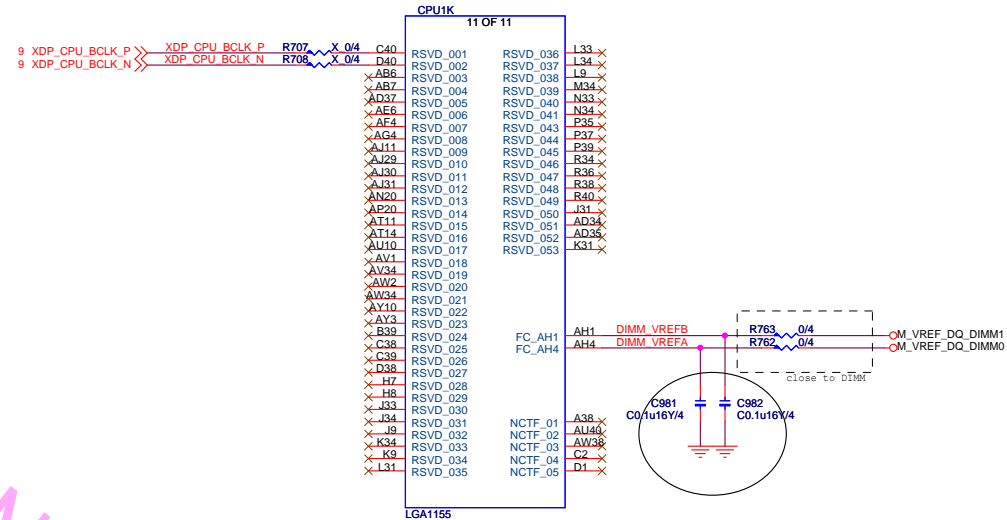 CPU1K
11 OF 11
9 XDP_CPU_BCLK_P XDP_CPU_BCLK_P R707 X_0/4 C40 RSVD_001 RSVD_036 L33
9 XDP_CPU_BCLK_N XDP_CPU_BCLK_N R708 X_0/4 D40 RSVD_002 RSVD_037 L34
AB6 RSVD_003 RSVD_038 L9
AB7 RSVD_004 RSVD_039 M34
AD37 RSVD_005 RSVD_040 N33
AE6 RSVD_006 RSVD_041 N34
AF4 RSVD_007 RSVD_043 P35
AG4 RSVD_008 RSVD_044 P37
AJ11 RSVD_009 RSVD_045 P39
AJ29 RSVD_010 RSVD_046 R34
AJ30 RSVD_011 RSVD_047 R36
AJ31 RSVD_012 RSVD_048 R38
AN20 RSVD_013 RSVD_049 R40
AP20 RSVD_014 RSVD_050 J31
AT11 RSVD_015 RSVD_051 AD34
AT14 RSVD_016 RSVD_052 AD35
AU10 RSVD_017 RSVD_053 K31
AV1 RSVD_018
AV34 RSVD_019
AW2 RSVD_020
AW34 RSVD_021
AY10 RSVD_022
AY3 RSVD_023
B39 RSVD_024 FC_AH1 AH1 DIMM_VREFB R763 0/4 M_VREF_DQ_DIMM1
C38 RSVD_025 FC_AH4 AH4 DIMM_VREFA R762 0/4 M_VREF_DQ_DIMM0
C39 RSVD_026
D38 RSVD_027 close to DIMM
H7 RSVD_028
H8 RSVD_029
J33 RSVD_030 C981 C982
J34 RSVD_031 NCTF_01 A38 C0.1u16Y/4 C0.1u16Y/4
J9 RSVD_032 NCTF_02 AU40
K34 RSVD_033 NCTF_03 AW38
K9 RSVD_034 NCTF_04 C2
L31 RSVD_035 NCTF_05 D1
LGA1155